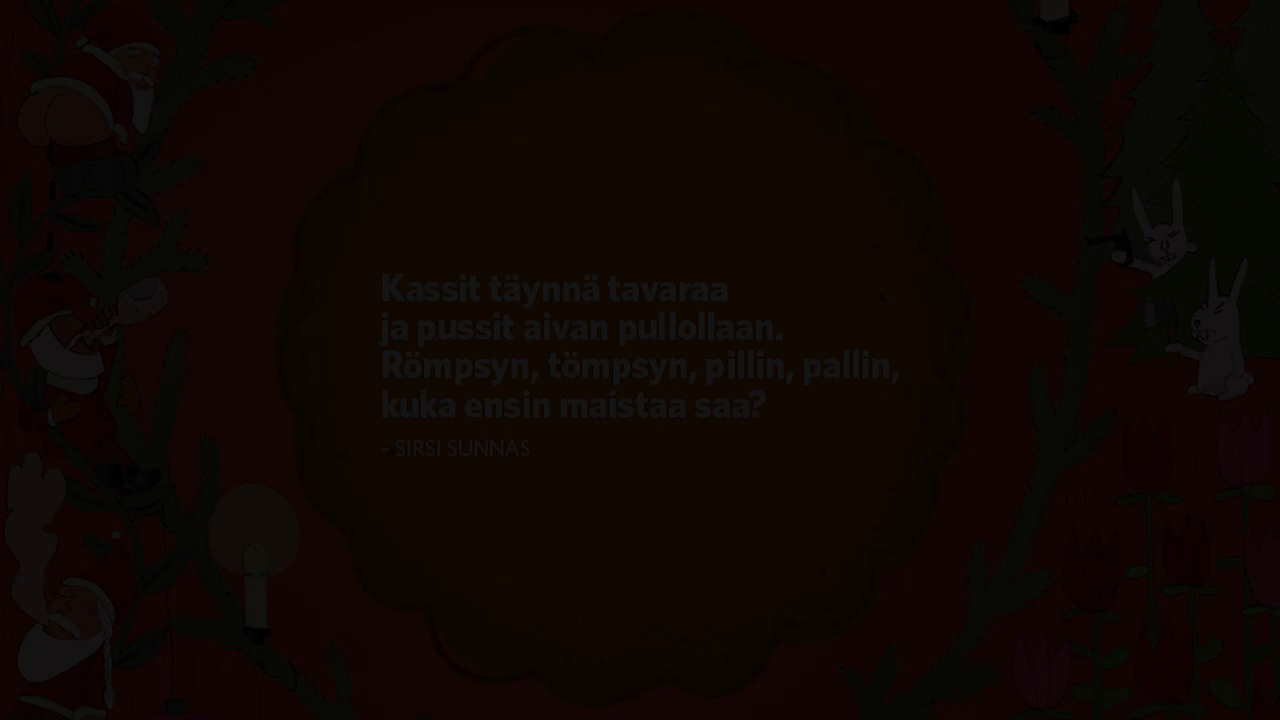 Kassit täynnä tavaraa
ja pussit aivan pullollaan.
Römpsyn, tömpsyn, pillin, pallin,
kuka ensin maistaa saa?
– SIRSI SUNNAS